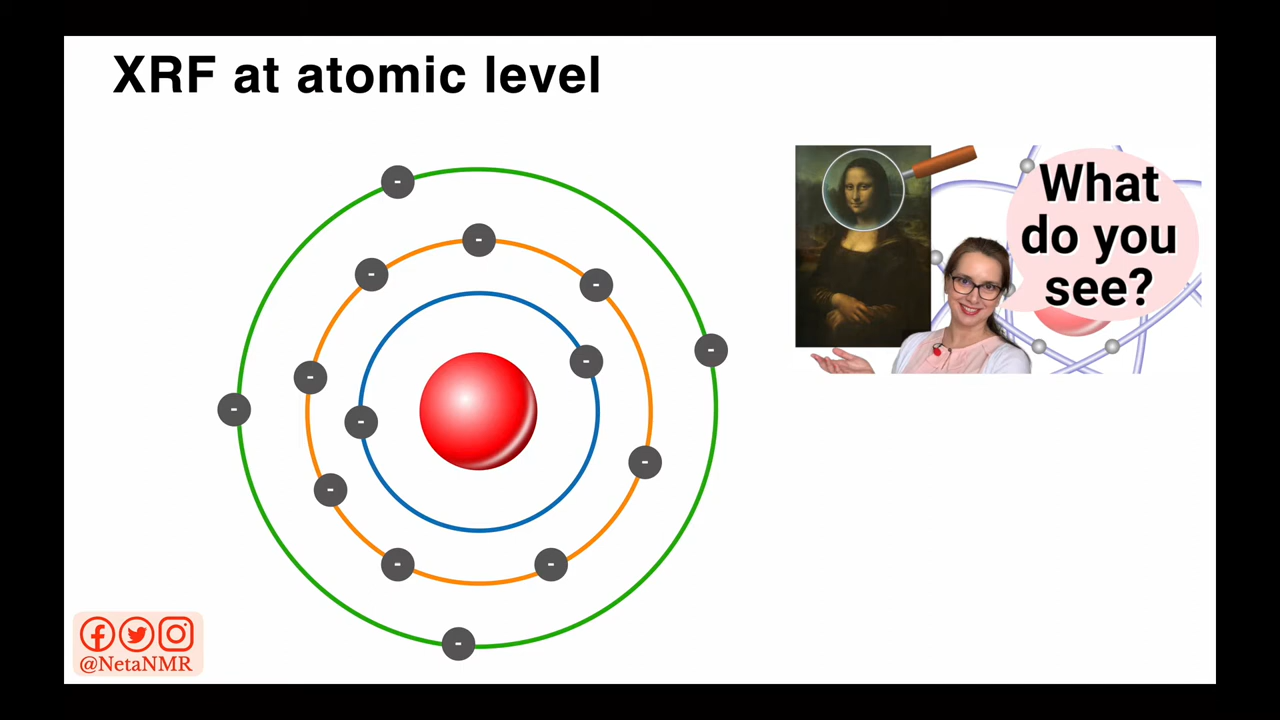 XRF at atomic level
What
do you
see?
-
-
-
-
-
-
-
-
-
-
-
-
-
-
@NetaNMR